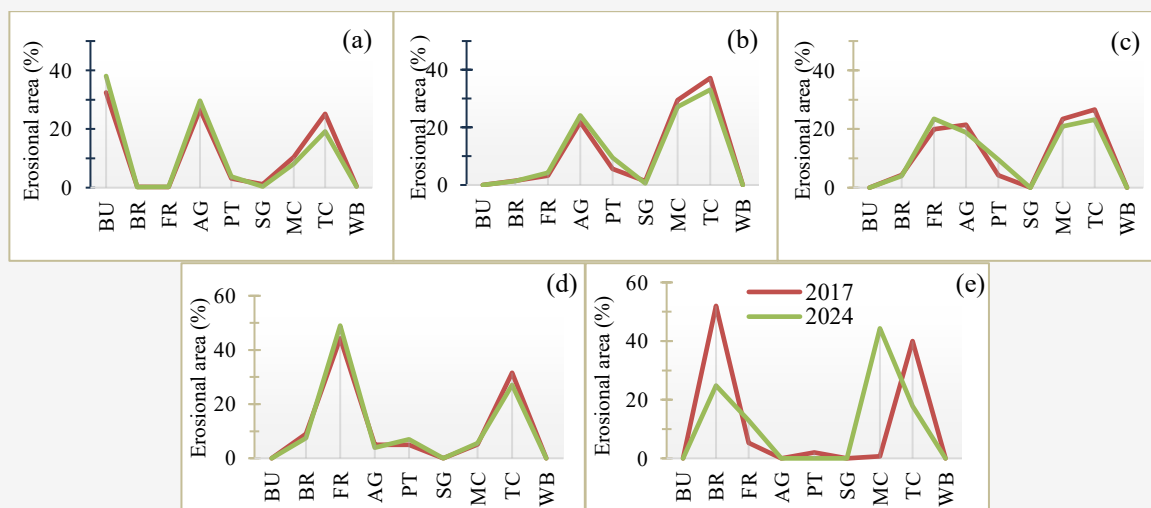 (a)
Erosional area (%)
40
20
0
BU BR FR AG PT SG MC TC WB
(b)
Erosional area (%)
40
20
0
BU BR FR AG PT SG MC TC WB
(c)
Erosional area (%)
40
20
0
BU BR FR AG PT SG MC TC WB
(d)
Erosional area (%)
60
40
20
0
BU BR FR AG PT SG MC TC WB
(e)
2017
2024
Erosional area (%)
60
40
20
0
BU BR FR AG PT SG MC TC WB